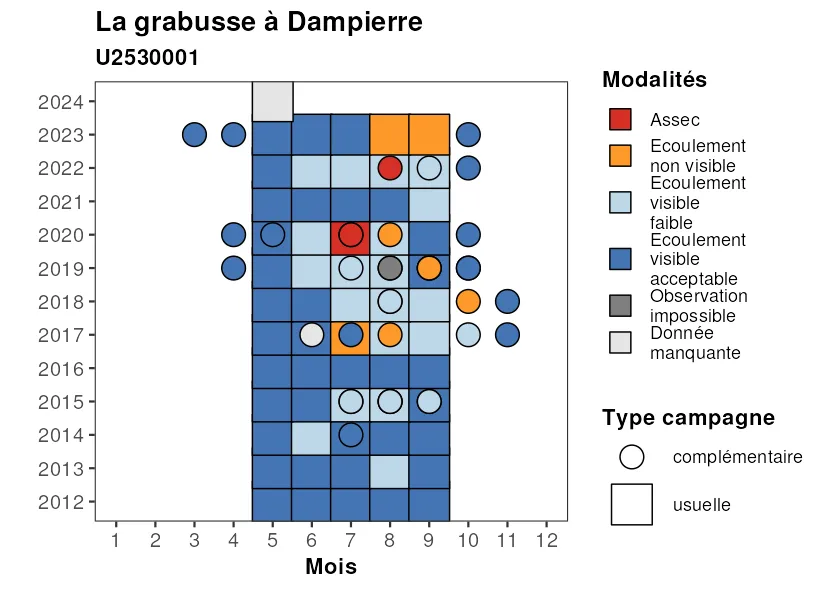 La grabusse à Dampierre
U2530001
2024
2023
2022
2021
2020
2019
2018
2017
2016
2015
2014
2013
2012
1 2 3 4 5 6 7 8 9 10 11 12
Mois
Modalités
Assec
Ecoulement
non visible
Ecoulement
visible
faible
Ecoulement
visible
acceptable
Observation
impossible
Donnée
manquante
Type campagne
complémentaire
usuelle